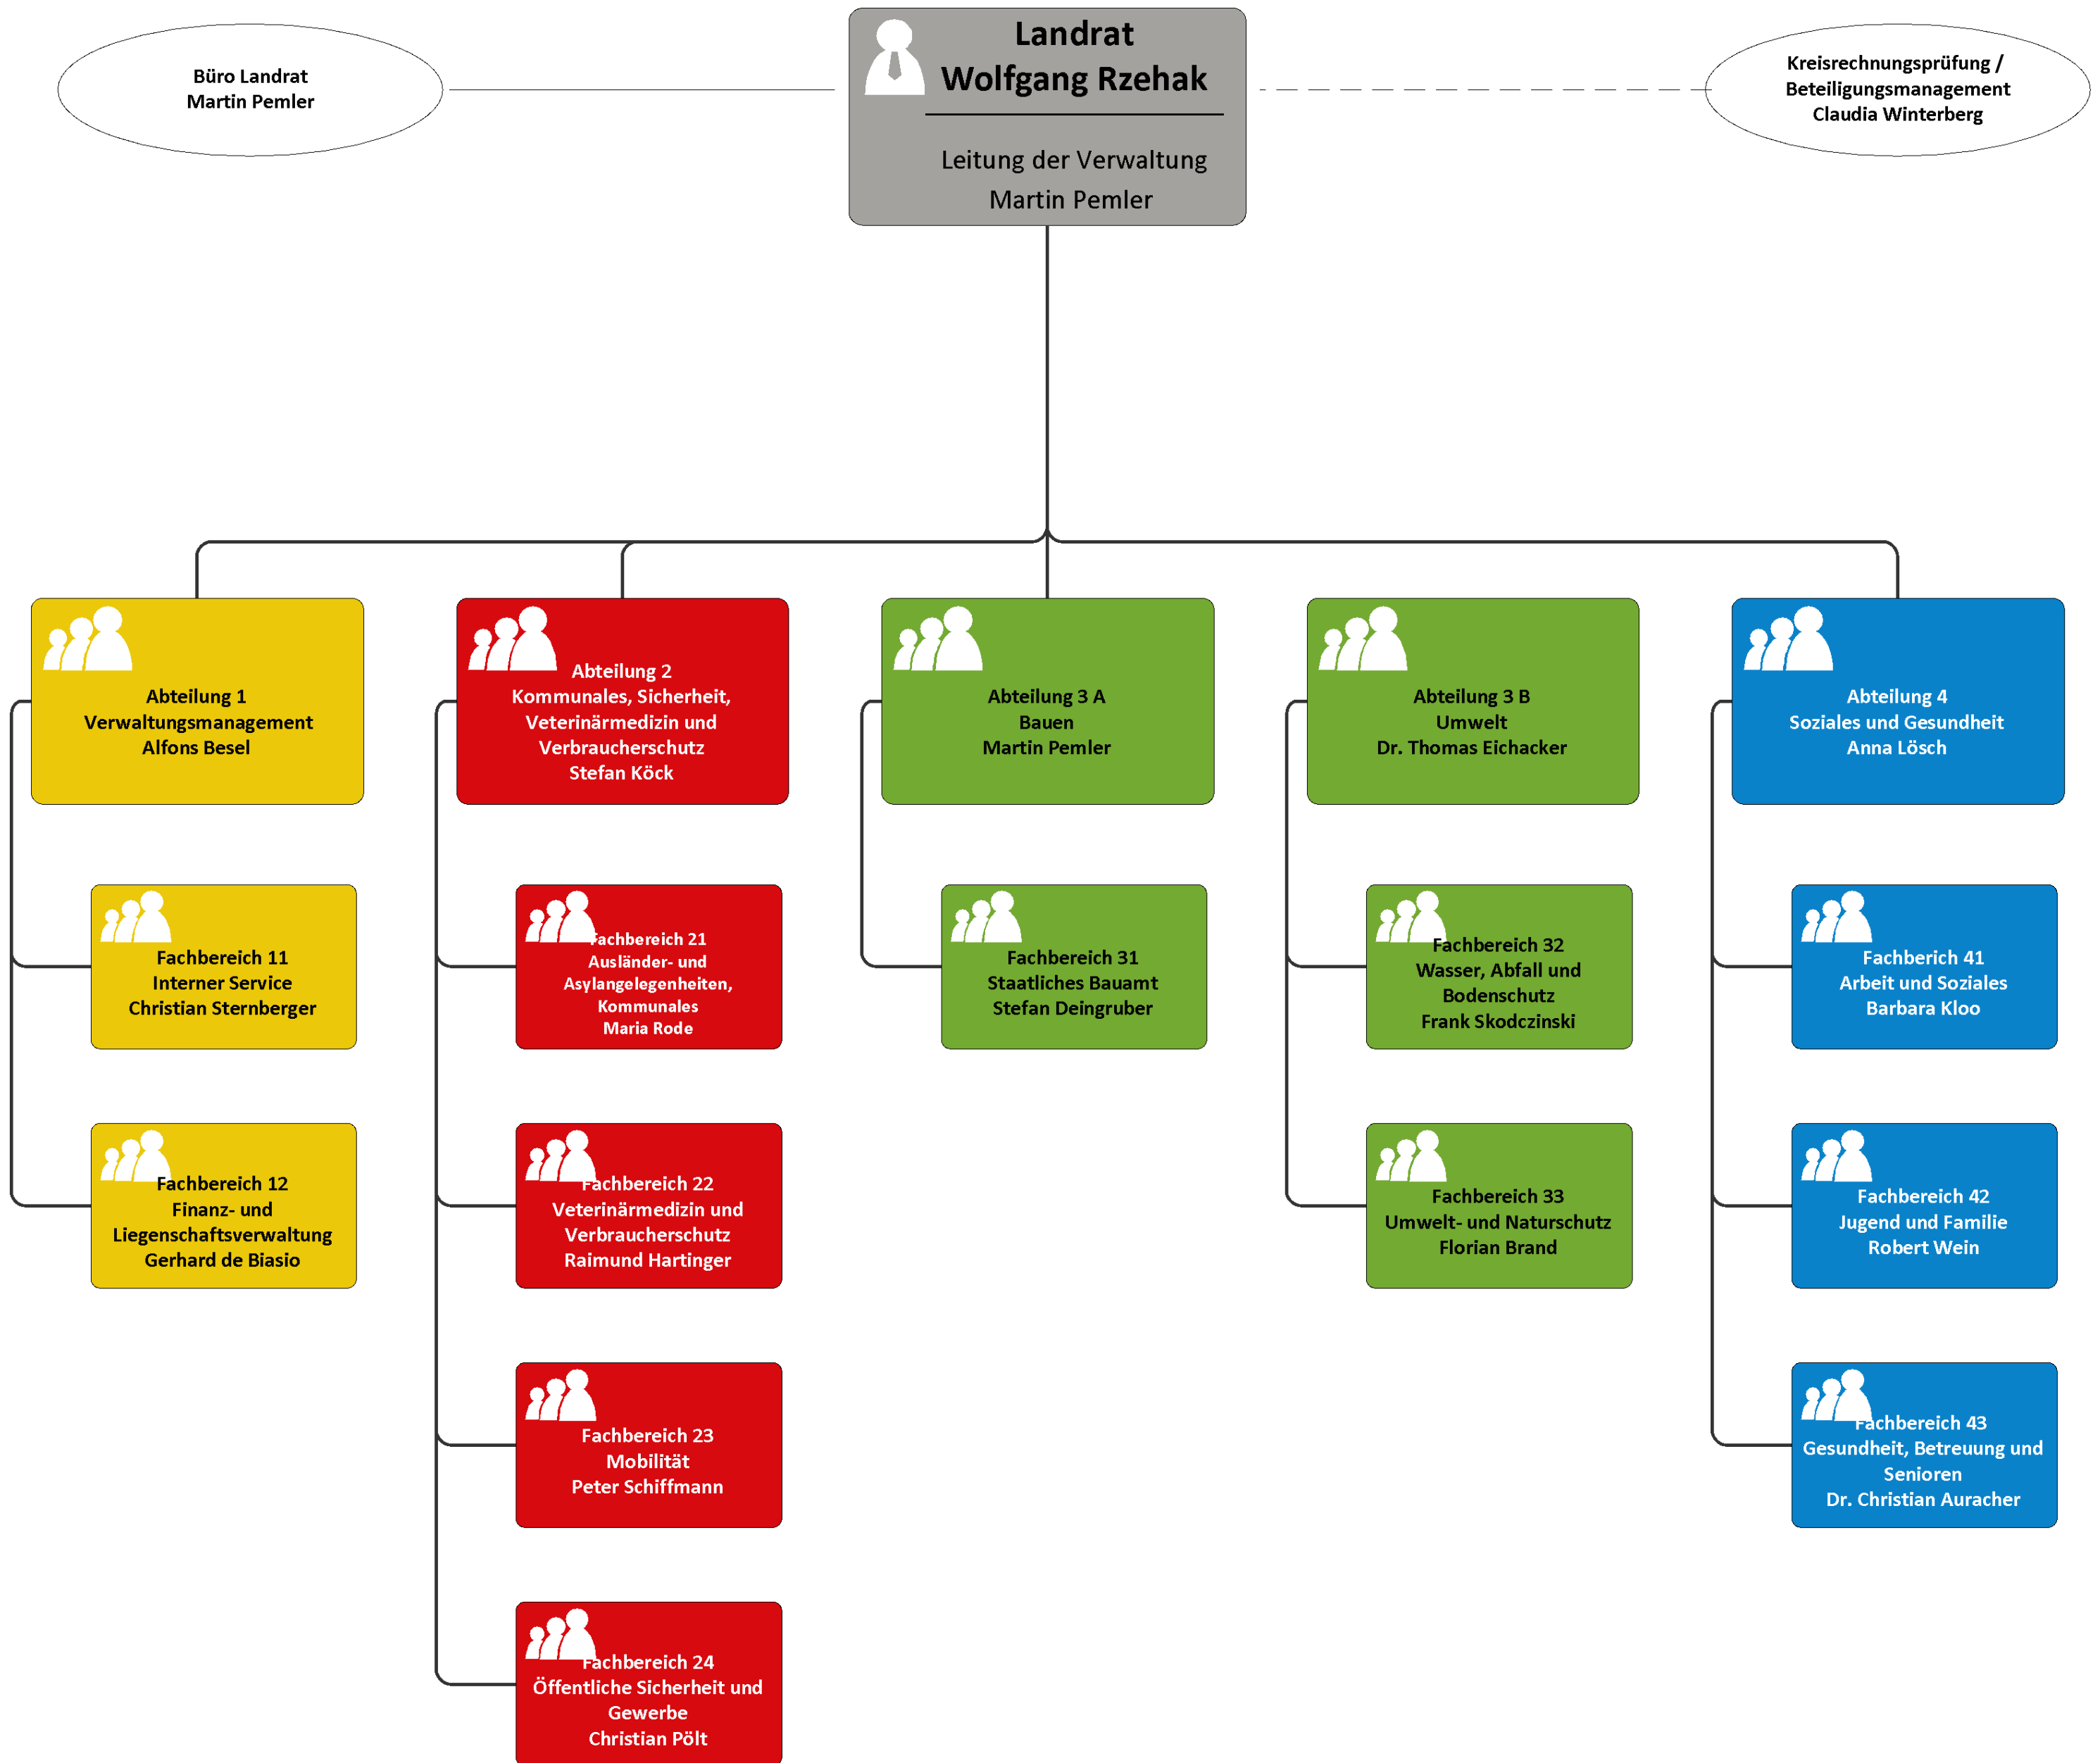 Büro Landrat
Martin Pemler
Landrat
Wolfgang Rzehak
Leitung der Verwaltung
Martin Pemler
Kreisrechnungsprüfung /
Beteiligungsmanagement
Claudia Winterberg
Abteilung 1
Verwaltungsmanagement
Alfons Besel
Abteilung 2
Kommunales, Sicherheit,
Veterinärmedizin und
Verbraucherschutz
Stefan Köck
Abteilung 3 A
Bauen
Martin Pemler
Abteilung 3 B
Umwelt
Dr. Thomas Eichacker
Abteilung 4
Soziales und Gesundheit
Anna Lösch
Fachbereich 11
Interner Service
Christian Sternberger
Fachbereich 21
Ausländer- und
Asylangelegenheiten,
Kommunales
Maria Rode
Fachbereich 31
Staatliches Bauamt
Stefan Deingruber
Fachbereich 32
Wasser, Abfall und
Bodenschutz
Frank Skodczinski
Fachberich 41
Arbeit und Soziales
Barbara Kloo
Fachbereich 12
Finanz- und
Liegenschaftsverwaltung
Gerhard de Biasio
Fachbereich 22
Veterinärmedizin und
Verbraucherschutz
Raimund Hartinger
Fachbereich 33
Umwelt- und Naturschutz
Florian Brand
Fachbereich 42
Jugend und Familie
Robert Wein
Fachbereich 23
Mobilität
Peter Schiffmann
Fachbereich 43
Gesundheit, Betreuung und
Senioren
Dr. Christian Auracher
Fachbereich 24
Öffentliche Sicherheit und
Gewerbe
Christian Pölt